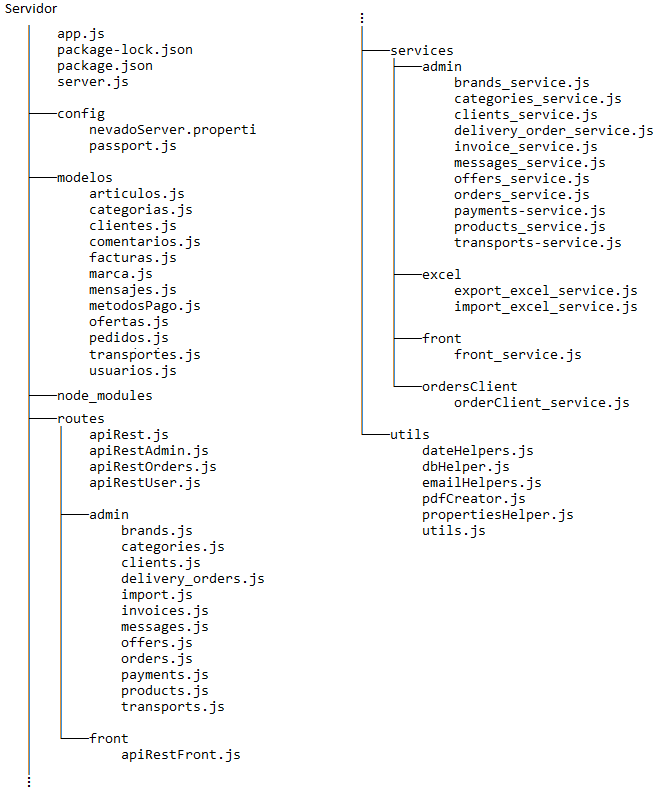 Servidor
app.js
package-lock.json
package.json
server.js
config
nevadoServer.properti
passport.js
modelos
articulos.js
categorias.js
clientes.js
comentarios.js
facturas.js
marca.js
mensajes.js
metodosPago.js
ofertas.js
pedidos.js
transportes.js
usuarios.js
node_modules
routes
apiRest.js
apiRestAdmin.js
apiRestOrders.js
apiRestUser.js
admin
brands.js
categories.js
clients.js
delivery_orders.js
import.js
invoices.js
messages.js
offers.js
orders.js
payments.js
products.js
transports.js
front
apiRestFront.js
services
admin
brands_service.js
categories_service.js
clients_service.js
delivery_order_service.js
invoice_service.js
messages_service.js
offers_service.js
orders_service.js
payments-service.js
products_service.js
transports-service.js
excel
export_excel_service.js
import_excel_service.js
front
front_service.js
ordersClient
orderClient_service.js
utils
dateHelpers.js
dbHelper.js
emailHelpers.js
pdfCreator.js
propertiesHelper.js
utils.js